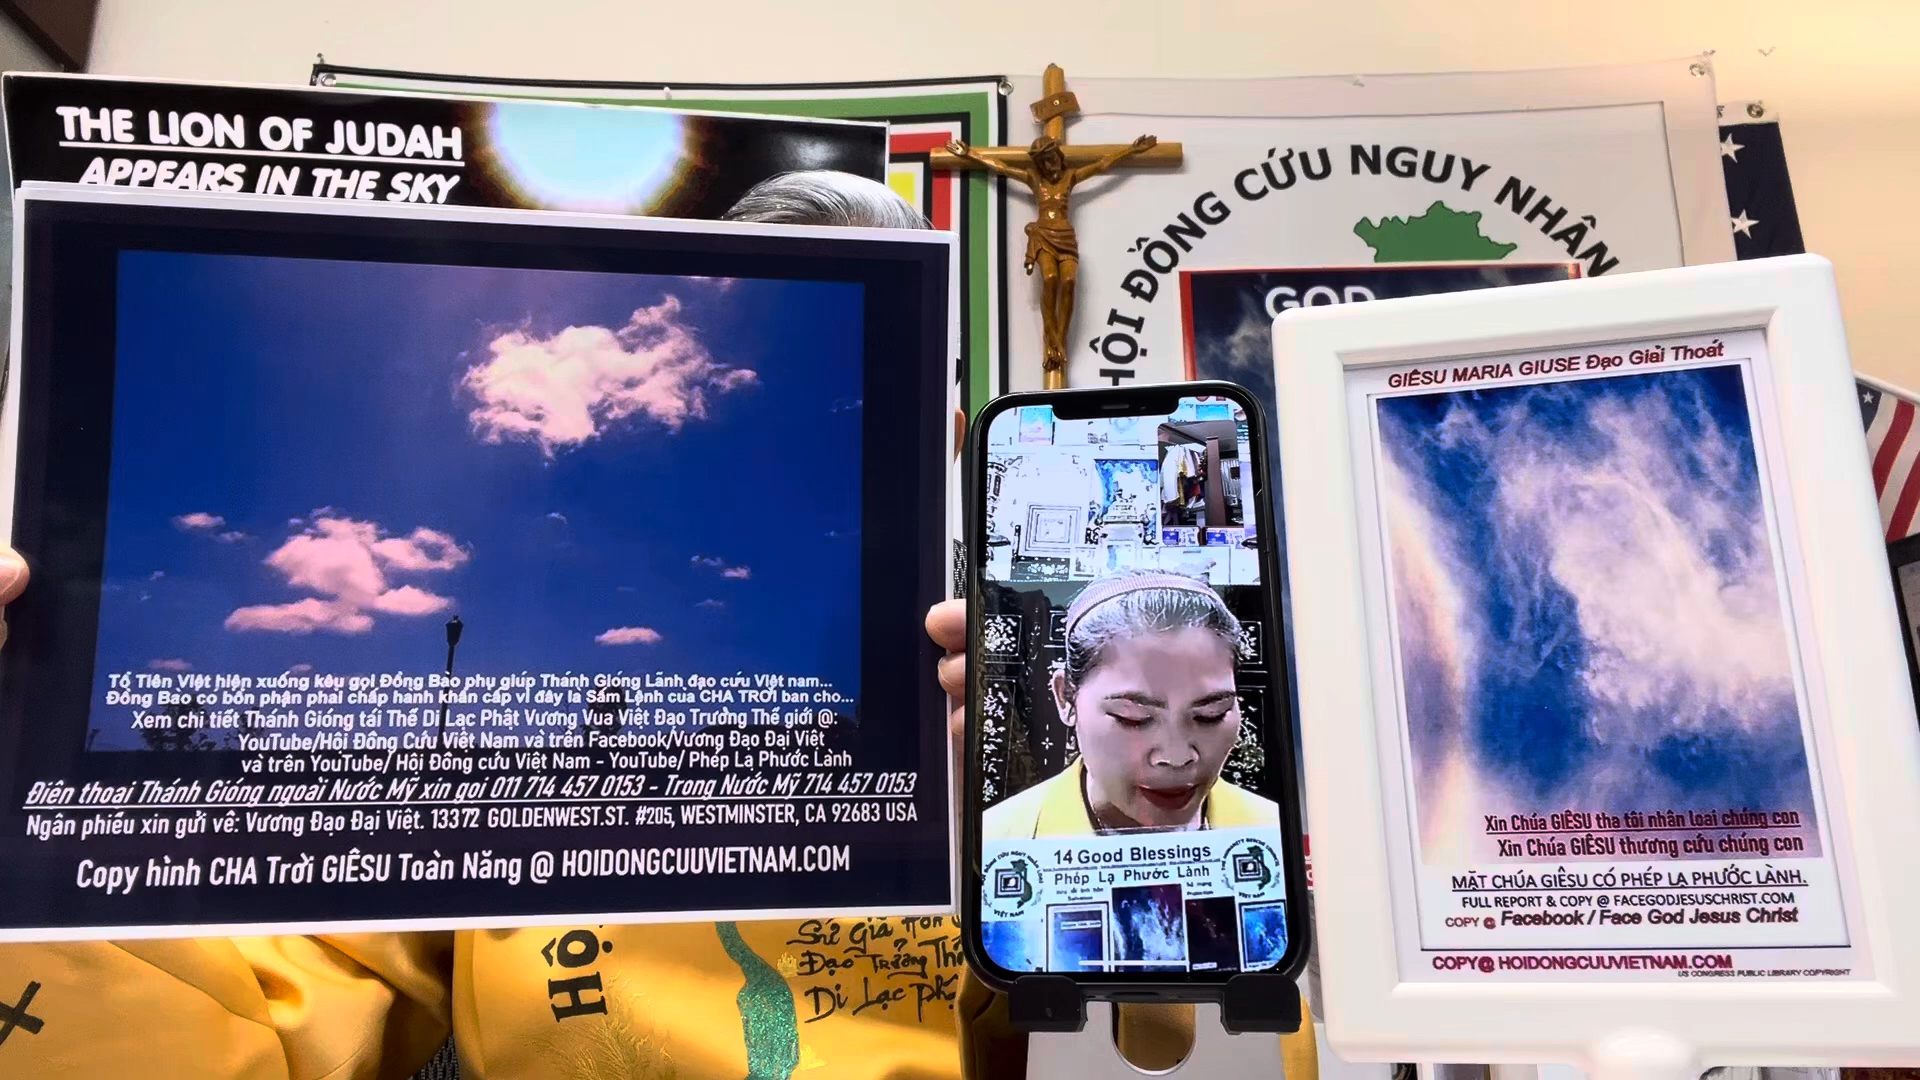 THE LION OF JUDAH
APPEARS IN THE SKY
Tổ Tiên Việt hiện xuống kêu gọi Đồng Bào phụ giúp Thánh Gióng Lãnh đạo cứu Việt nam...
Đồng Bào có bổn phận phải chấp hành khẩn cấp vì đây là Sấm Lệnh của CHA TRỜI ban cho...
Xem chi tiết Thánh Gióng tái Thế Di Lạc Phật Vương Vua Việt Đạo Trưởng Thế giới @:
YouTube/Hội Đồng Cứu Việt Nam và trên Facebook/Vương Đạo Đại Việt
và trên YouTube/ Hội Đồng cứu Việt Nam - YouTube/ Phép Lạ Phước Lành
Điện thoại Thánh Gióng ngoài Nước Mỹ xin gọi 011 714 457 0153 - Trong Nước Mỹ 714 457 0153
Ngân phiếu xin gửi về: Vương Đạo Đại Việt. 13372 GOLDENWEST.ST. #205, WESTMINSTER, CA 92683 USA
Copy hình CHA Trời GIÊSU Toàn Năng @ HOIDONGCUUVIETNAM.COM
HỘI ĐỒNG CỨU NGUY NHÂN
GOD
14 Good Blessings
Phép Lạ Phước Lành
VIỆT NAM
GIÊSU MARIA GIUSE Đạo Giải Thoát
Xin Chúa GIÊSU tha tội nhân loại chúng con
Xin Chúa GIÊSU thương cứu chúng con
MẶT CHÚA GIÊSU CÓ PHÉP LẠ PHƯỚC LÀNH.
FULL REPORT & COPY @ FACEGODJESUSCHRIST.COM
COPY @ Facebook / Face God Jesus Christ
COPY@ HOIDONGCUUVIETNAM.COM
US CONGRESS PUBLIC LIBRARY COPYRIGHT
HỘ
Sứ Giả
Đạo Trưởng Th
Di Lạc Ph